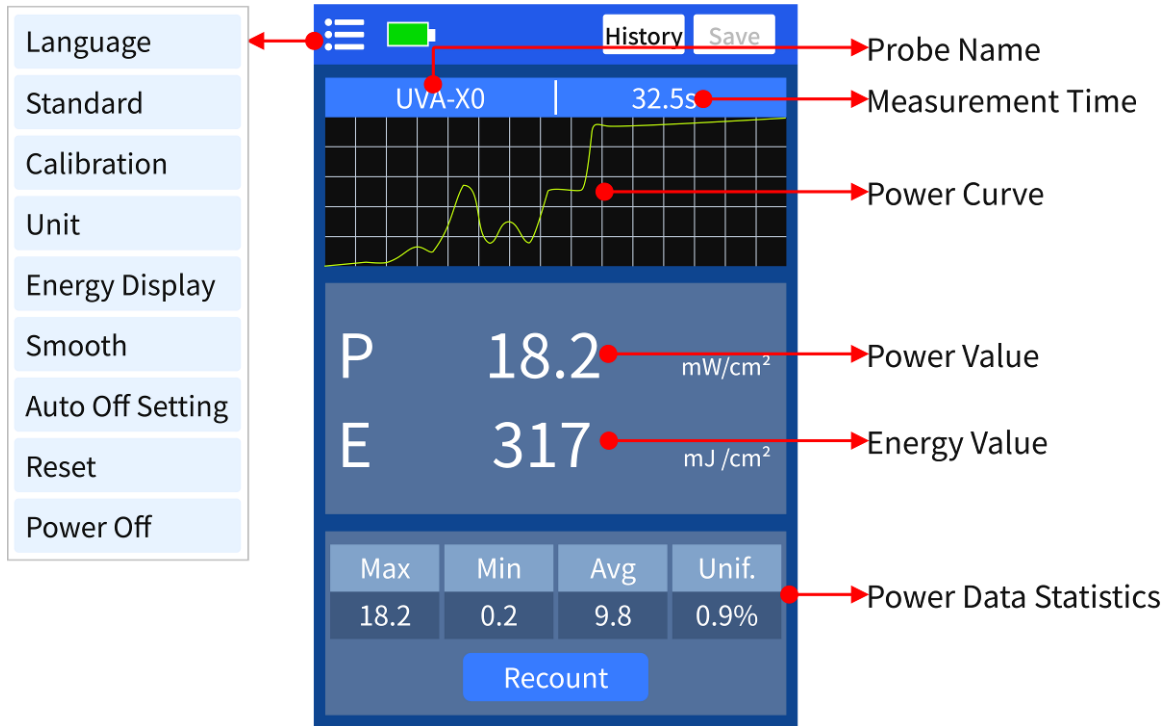 Language
Standard
Calibration
Unit
Energy Display
Smooth
Auto Off Setting
Reset
Power Off
History
Save
UVA-X0
32.5s
P
18.2
mW/cm²
E
317
mJ /cm²
Max
Min
Avg
Unif.
18.2
0.2
9.8
0.9%
Recount
Probe Name
Measurement Time
Power Curve
Power Value
Energy Value
Power Data Statistics